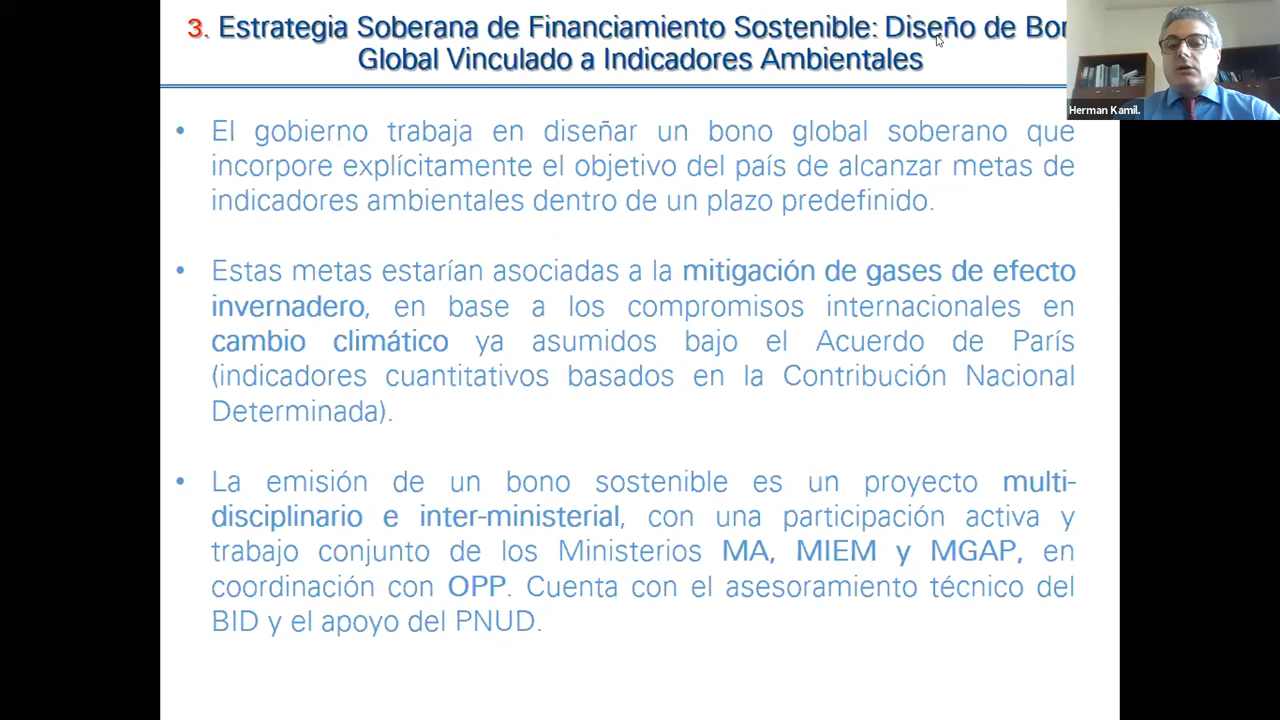 3. Estrategia Soberana de Financiamiento Sostenible: Diseño de
Global Vinculado a Indicadores Ambientales
Herman Kamil.
• El gobierno trabaja en diseñar un bono global soberano que
incorpore explícitamente el objetivo del país de alcanzar metas de
indicadores ambientales dentro de un plazo predefinido.
• Estas metas estarían asociadas a la mitigación de gases de efecto
invernadero, en base a los compromisos internacionales en
cambio climático ya asumidos bajo el Acuerdo de París
(indicadores cuantitativos basados en la Contribución Nacional
Determinada).
• La emisión de un bono sostenible es un proyecto multi-
disciplinario e inter-ministerial, con una participación activa y
trabajo conjunto de los Ministerios MA, MIEM y MGAP, en
coordinación con OPP. Cuenta con el asesoramiento técnico del
BID y el apoyo del PNUD.